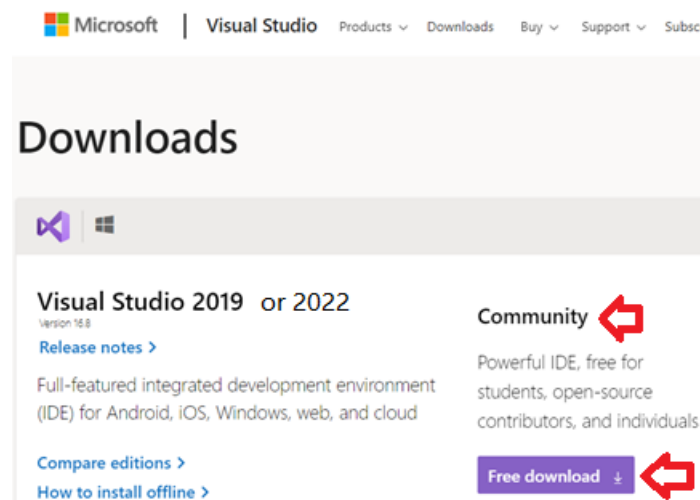 Microsoft | Visual Studio Products Downloads Buy Support Subsc
Downloads
Visual Studio 2019 or 2022
Version 16.8
Release notes >
Full-featured integrated development environment
(IDE) for Android, iOS, Windows, web, and cloud
Compare editions >
How to install offline >
Community
Powerful IDE, free for
students, open-source
contributors, and individuals
Free download